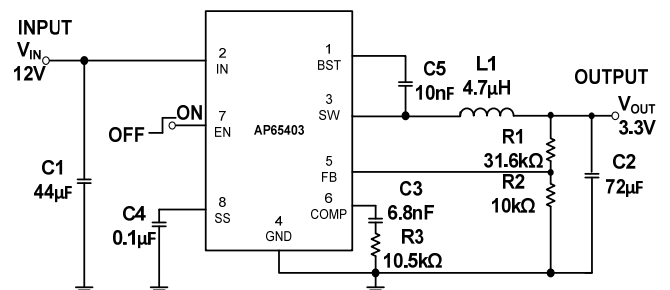 INPUT
VIN
12V
C1
44µF
OFF
ON
C4
0.1µF
2
IN
7
EN
8
SS
AP65403
4
GND
1
BST
3
SW
5
FB
6
COMP
C5
10nF
L1
4.7µH
C3
6.8nF
R3
10.5kΩ
R1
31.6kΩ
R2
10kΩ
OUTPUT
VOUT
3.3V
C2
72µF